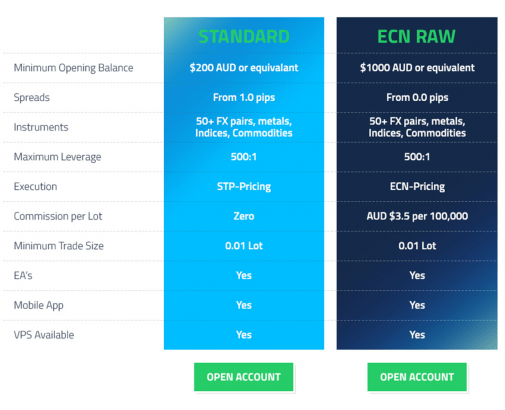 STANDARD ECN RAW
Minimum Opening Balance $200 AUD or equivalant $1000 AUD or equivalent
Spreads From 1.0 pips From 0.0 pips
Instruments 50+ FX pairs, metals, Indices, Commodities 50+ FX pairs, metals, Indices, Commodities
Maximum Leverage 500:1 500:1
Execution STP-Pricing ECN-Pricing
Commission per Lot Zero AUD $3.5 per 100,000
Minimum Trade Size 0.01 Lot 0.01 Lot
EA's Yes Yes
Mobile App Yes Yes
VPS Available Yes Yes
OPEN ACCOUNT OPEN ACCOUNT